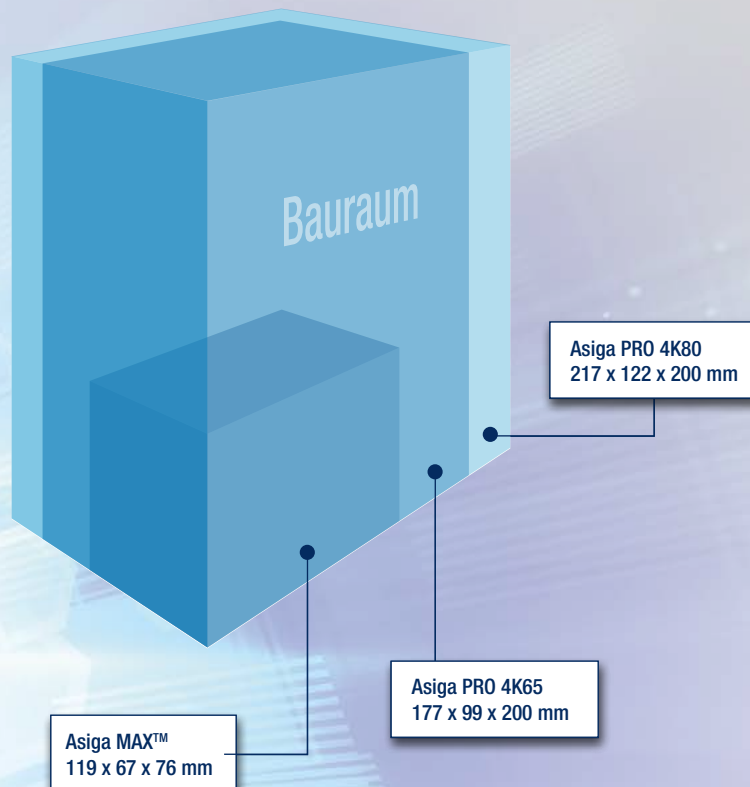 Bauraum
Asiga PRO 4K80
217 x 122 x 200 mm
Asiga PRO 4K65
177 x 99 x 200 mm
Asiga MAX™
119 x 67 x 76 mm